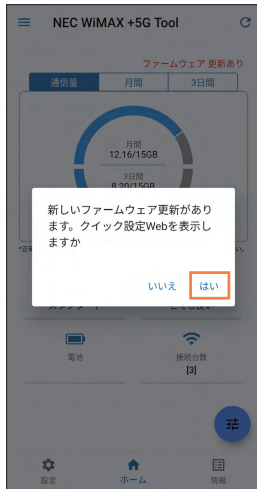 NEC WiMAX +5G Tool
ファームウェア 更新あり
通信量
月間
3日間
月間
12.16/15GB
3日間
8.20/15GB
新しいファームウェア更新があり
ます。クイック設定Webを表示し
ますか
いいえ
はい
電池
接続台数
[3]
設定
ホーム
情報